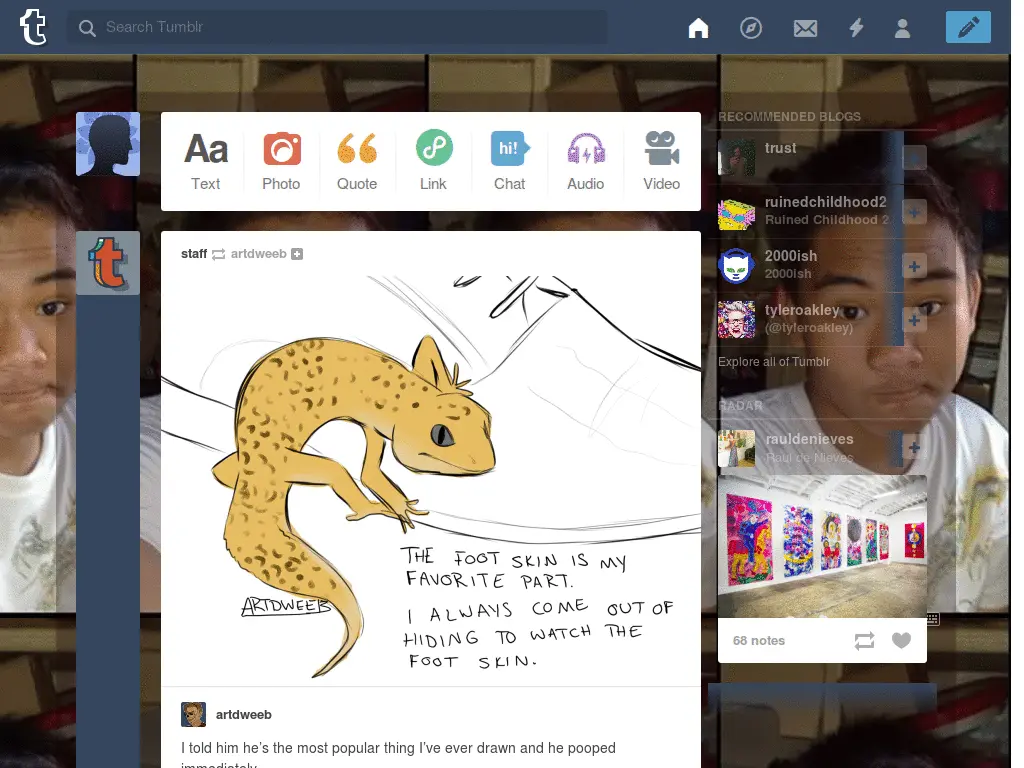 t
Search Tumblr
Aa
hi!
Text
Photo
Quote
Link
Chat
Audio
Video
staff artdweeb
THE FOOT SKIN IS MY
FAVORITE PART.
I ALWAYS COME OUT OF
HIDING TO WATCH THE
FOOT SKIN.
ARTDWEEB
artdweeb
I told him he's the most popular thing I've ever drawn and he pooped
immediately
t
RECOMMENDED BLOGS
trust
ruinedchildhood2
Ruined Childhood 2
2000ish
2000ish
tyleroakley
(@tyleroakley)
Explore all of Tumblr
RADAR
rauldenieves
Raúl de Nieves
68 notes